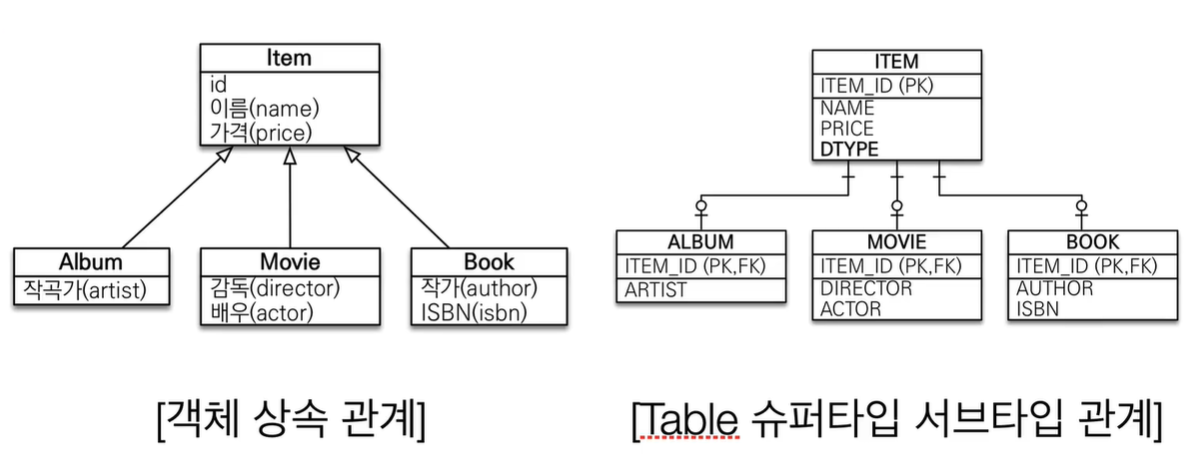 Item
id
이름(name)
가격(price)
Album
작곡가(artist)
Movie
감독(director)
배우(actor)
Book
작가(author)
ISBN(isbn)
[객체 상속 관계]
ITEM
ITEM_ID (PK)
NAME
PRICE
DTYPE
ALBUM
ITEM_ID (PK,FK)
ARTIST
MOVIE
ITEM_ID (PK,FK)
DIRECTOR
ACTOR
BOOK
ITEM_ID (PK,FK)
AUTHOR
ISBN
[Table 슈퍼타입 서브타입 관계]